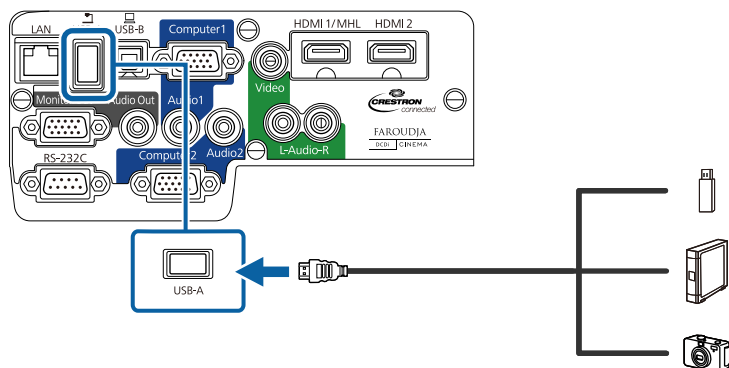 LAN
USB-B
Computer1
HDMI 1/MHL
HDMI 2
Video
Audio Out
Audio1
CRESTRON
connected
FAROUDJA
DCDi CINEMA
RS-232C
Computer2
Audio2
L-Audio-R
USB-A